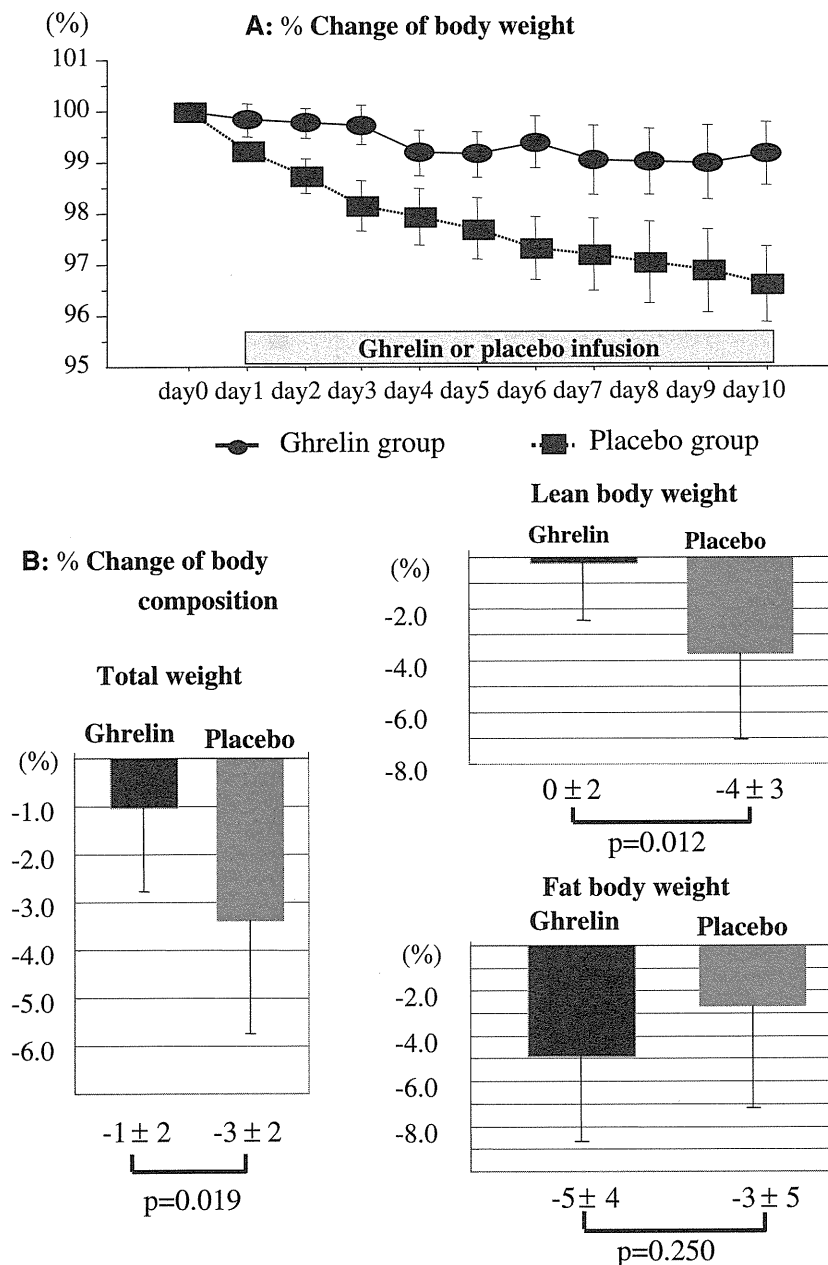 (%)
A: % Change of body weight
101
100
99
98
97
96
95
Ghrelin or placebo infusion
day0 day1 day2 day3 day4 day5 day6 day7 day8 day9 day10
Ghrelin group
Placebo group
B: % Change of body
composition
Total weight
Ghrelin Placebo
(%)
-1.0
-2.0
-3.0
-4.0
-5.0
-6.0
-1 ± 2 -3 ± 2
p=0.019
Lean body weight
Ghrelin Placebo
(%)
-2.0
-4.0
-6.0
-8.0
0 ± 2 -4 ± 3
p=0.012
Fat body weight
Ghrelin Placebo
(%)
-2.0
-4.0
-6.0
-8.0
-5 ± 4 -3 ± 5
p=0.250